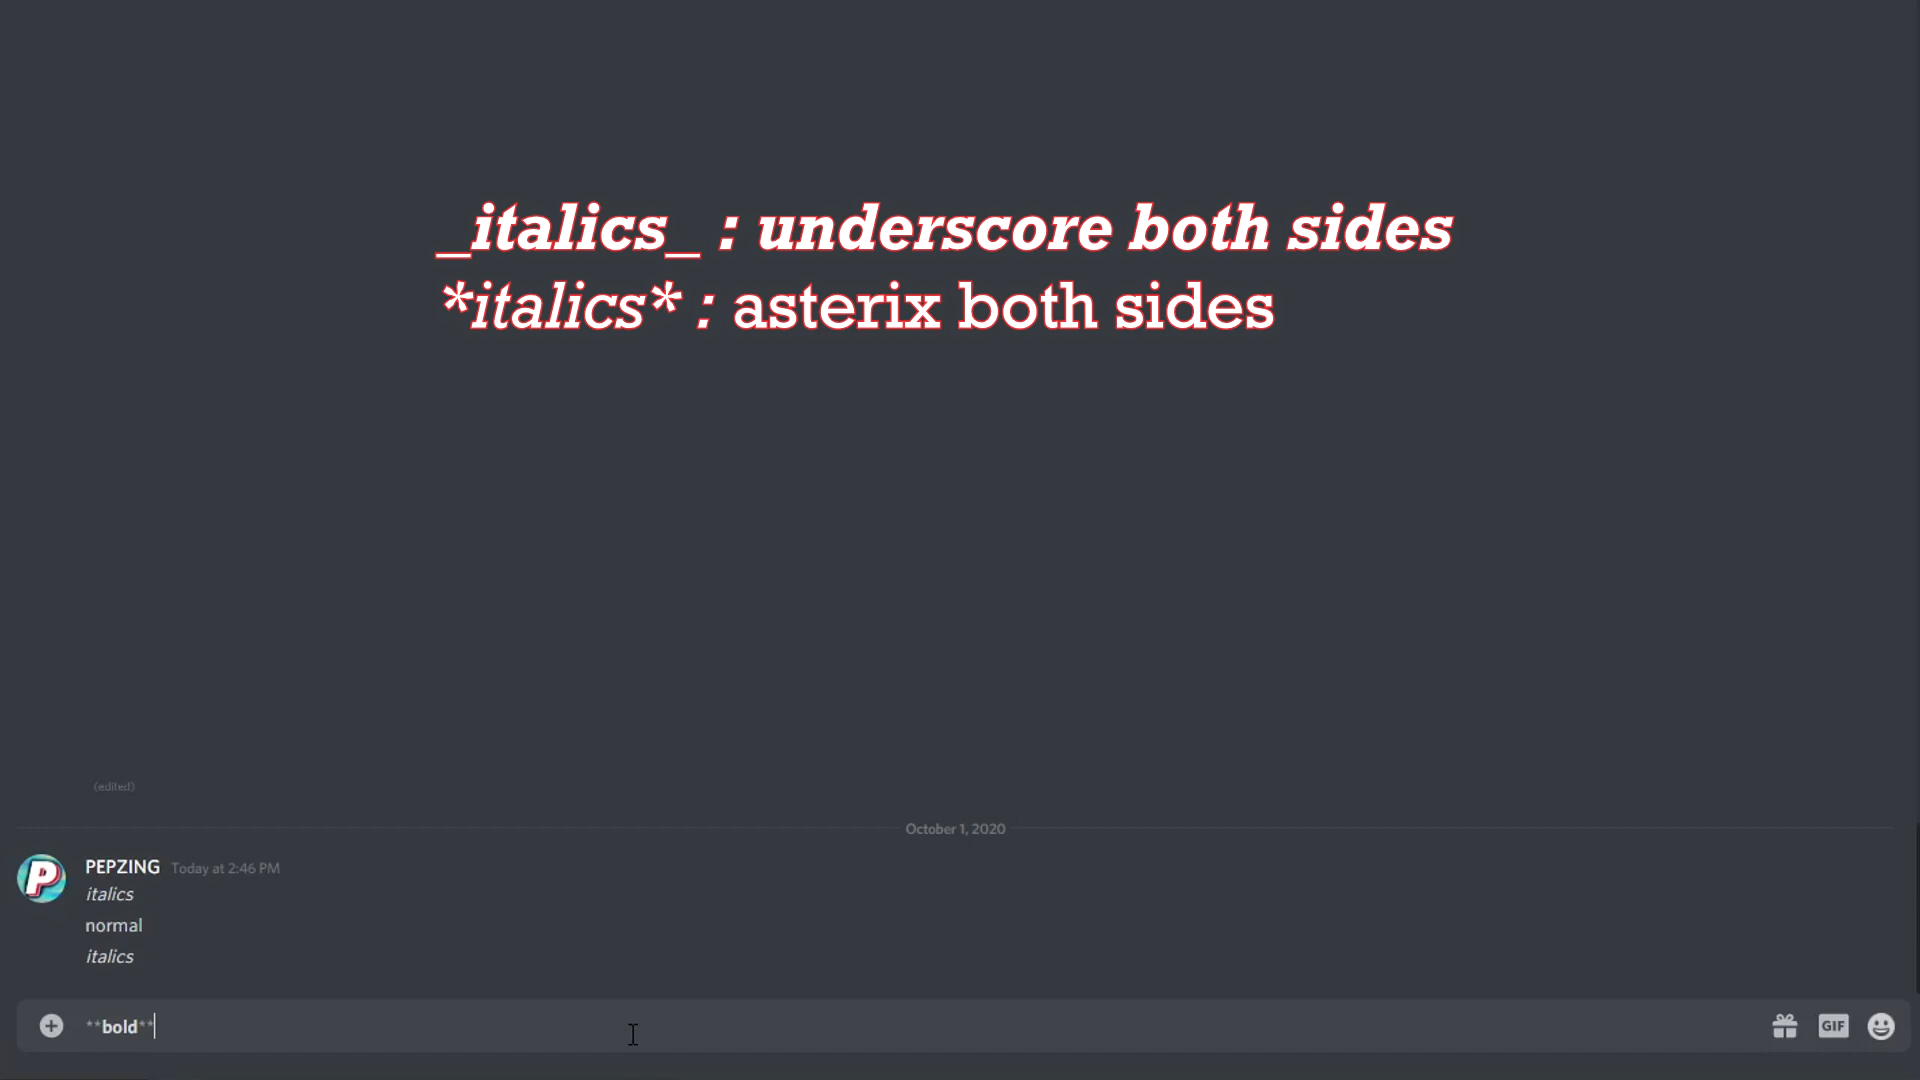 _italics_ : underscore both sides
*italics* : asterix both sides
(edited)
October 1, 2020
P
PEPZING Today at 2:46 PM
italics
normal
italics
**bold**
GIF